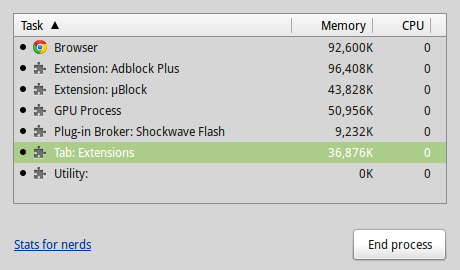 Task ▲ Memory CPU
Browser 92,600K 0
Extension: Adblock Plus 96,408K 0
Extension: µBlock 43,828K 0
GPU Process 50,956K 0
Plug-in Broker: Shockwave Flash 9,232K 0
Tab: Extensions 36,876K 0
Utility: 0K 0
Stats for nerds End process